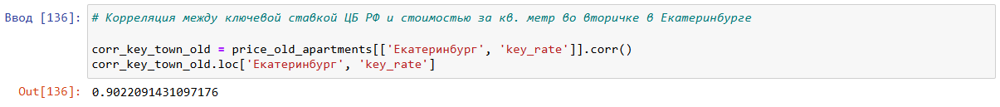 Ввод [136]: # Корреляция между ключевой ставкой ЦБ РФ и стоимостью за кв. метр во вторичке в Екатеринбурге
corr_key_town_old = price_old_apartments[['Екатеринбург', 'key_rate']].corr()
corr_key_town_old.loc['Екатеринбург', 'key_rate']
Out[136]: 0.9022091431097176